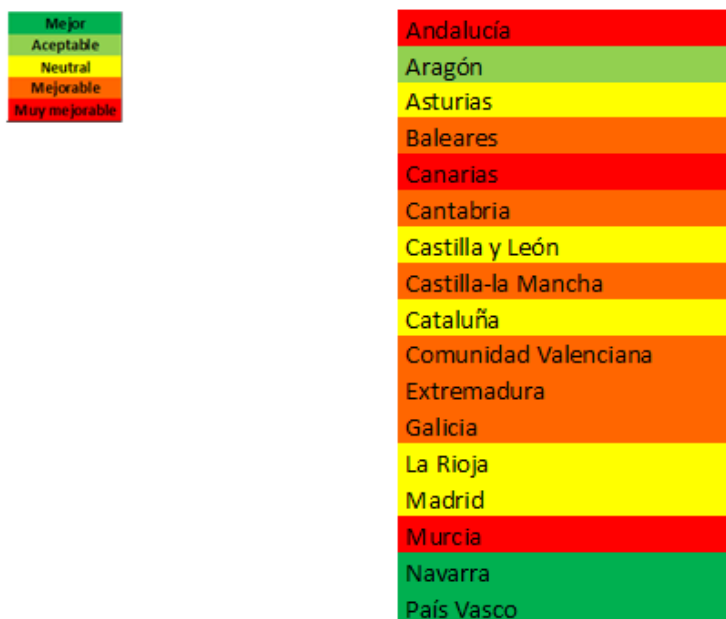 Mejor
Aceptable
Neutral
Mejorable
Muy mejorable
Andalucía
Aragón
Asturias
Baleares
Canarias
Cantabria
Castilla y León
Castilla-la Mancha
Cataluña
Comunidad Valenciana
Extremadura
Galicia
La Rioja
Madrid
Murcia
Navarra
País Vasco